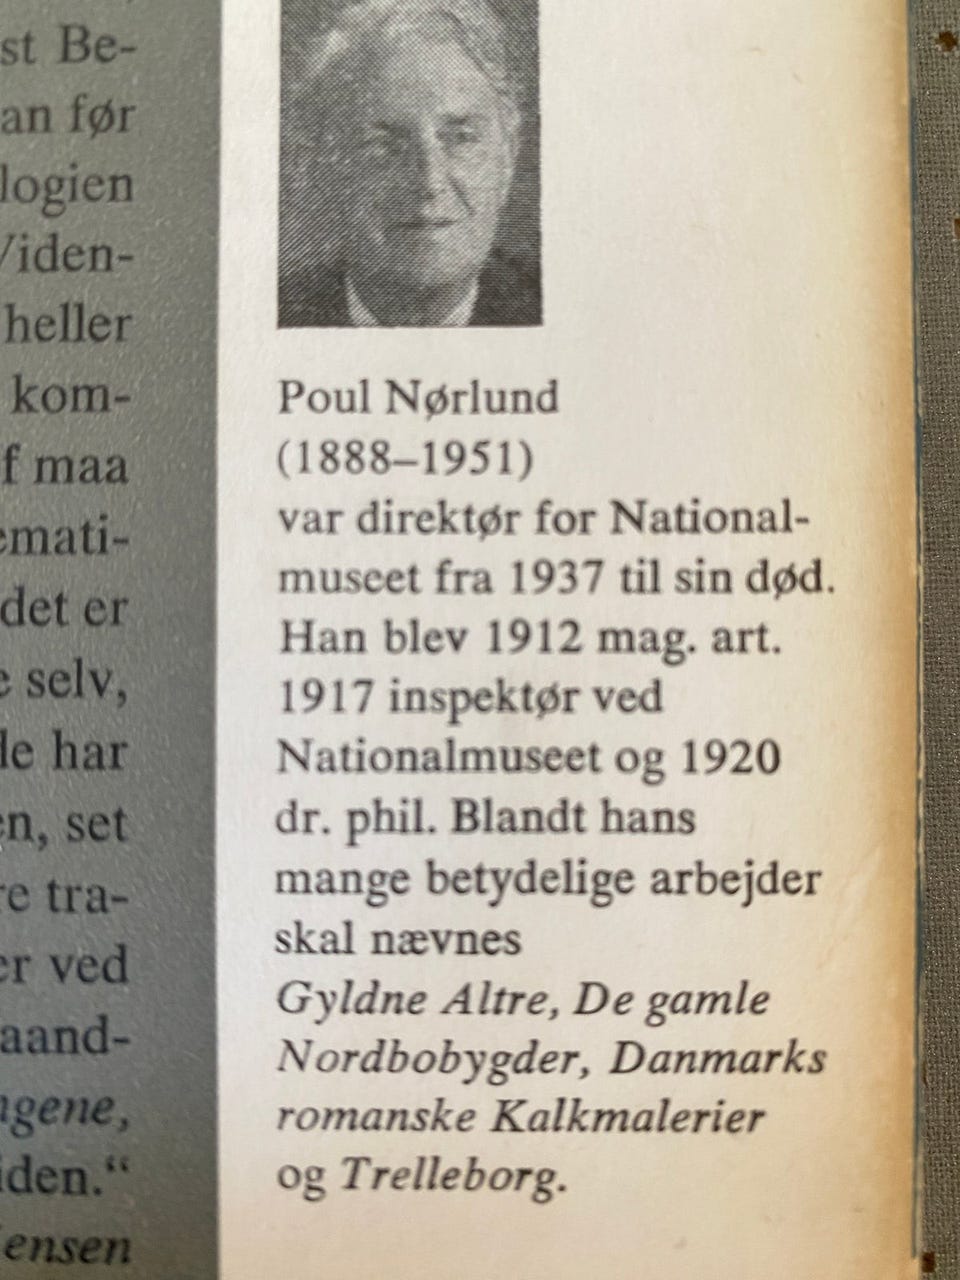 st Be-
an før
logien
Viden-
heller
kom-
f maa
emati-
det er
e selv,
de har
en, set
re tra-
er ved
aand-
ngene,
iden.“
ensen
Poul Nørlund
(1888–1951)
var direktør for National-
museet fra 1937 til sin død.
Han blev 1912 mag. art.
1917 inspektør ved
Nationalmuseet og 1920
dr. phil. Blandt hans
mange betydelige arbejder
skal nævnes
Gyldne Altre, De gamle
Nordbobygder, Danmarks
romanske Kalkmalerier
og Trelleborg.